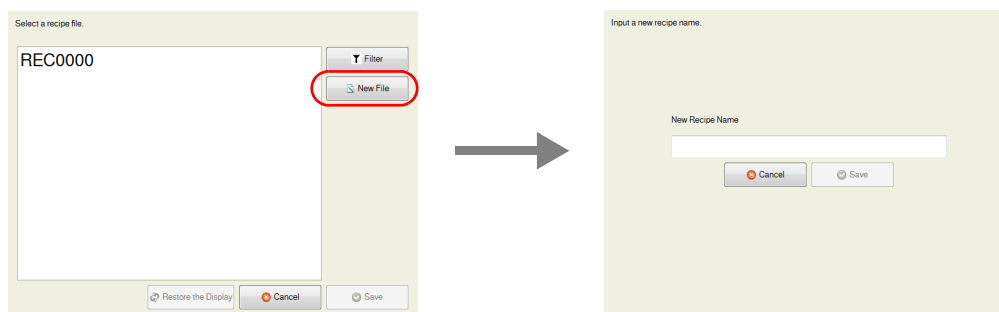 Select a recipe file.
REC0000
Filter
New File
Restore the Display
Cancel
Save
Input a new recipe name.
New Recipe Name
Cancel
Save